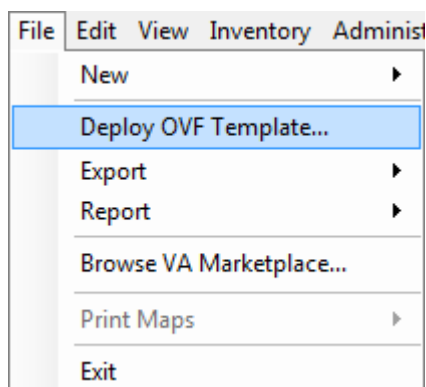 File Edit View Inventory Administ
New
Deploy OVF Template...
Export
Report
Browse VA Marketplace...
Print Maps
Exit